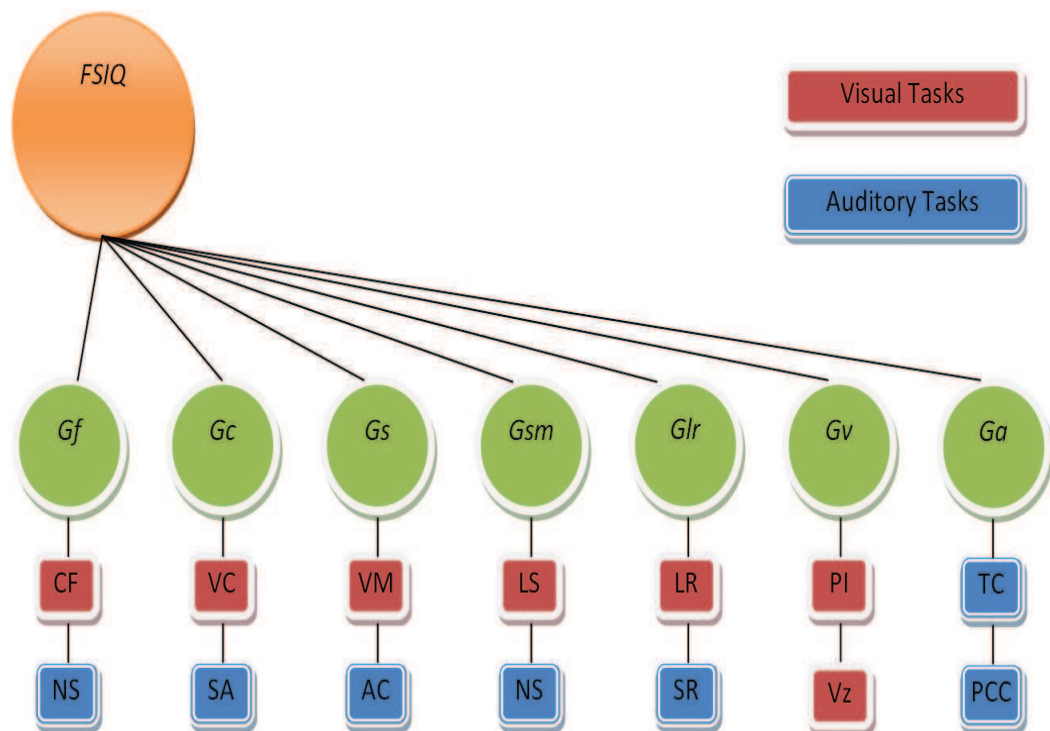 FSIQ
Visual Tasks
Auditory Tasks
Gf Gc Gs Gsm Glr Gv Ga
CF VC VM LS LR PI TC
NS SA AC NS SR Vz PCC